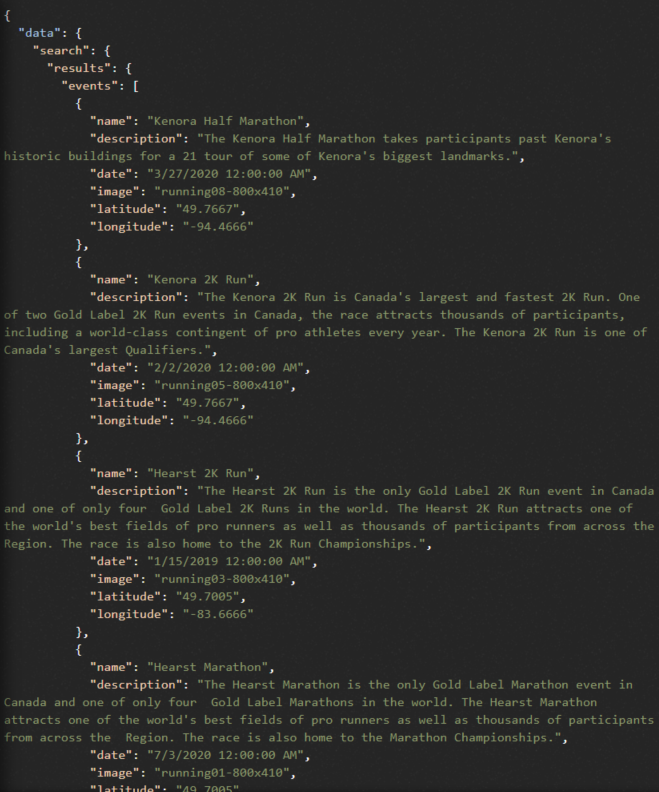 {
"data": {
"search": {
"results": {
"events": [
{
"name": "Kenora Half Marathon",
"description": "The Kenora Half Marathon takes participants past Kenora's
historic buildings for a 21 tour of some of Kenora's biggest landmarks.",
"date": "3/27/2020 12:00:00 AM",
"image": "running08-800x410",
"latitude": "49.7667",
"longitude": "-94.4666"
},
{
"name": "Kenora 2K Run",
"description": "The Kenora 2K Run is Canada's largest and fastest 2K Run. One
of two Gold Label 2K Run events in Canada, the race attracts thousands of participants,
including a world-class contingent of pro athletes every year. The Kenora 2K Run is one of
Canada's largest Qualifiers.",
"date": "2/2/2020 12:00:00 AM",
"image": "running05-800x410",
"latitude": "49.7667",
"longitude": "-94.4666"
},
{
"name": "Hearst 2K Run",
"description": "The Hearst 2K Run is the only Gold Label 2K Run event in Canada
and one of only four  Gold Label 2K Runs in the world. The Hearst 2K Run attracts one of
the world's best fields of pro runners as well as thousands of participants from across the
Region. The race is also home to the 2K Run Championships.",
"date": "1/15/2019 12:00:00 AM",
"image": "running03-800x410",
"latitude": "49.7005",
"longitude": "-83.6666"
},
{
"name": "Hearst Marathon",
"description": "The Hearst Marathon is the only Gold Label Marathon event in
Canada and one of only four  Gold Label Marathons in the world. The Hearst Marathon
attracts one of the world's best fields of pro runners as well as thousands of participants
from across the  Region. The race is also home to the Marathon Championships.",
"date": "7/3/2020 12:00:00 AM",
"image": "running01-800x410",
"latitude": "49.7005"